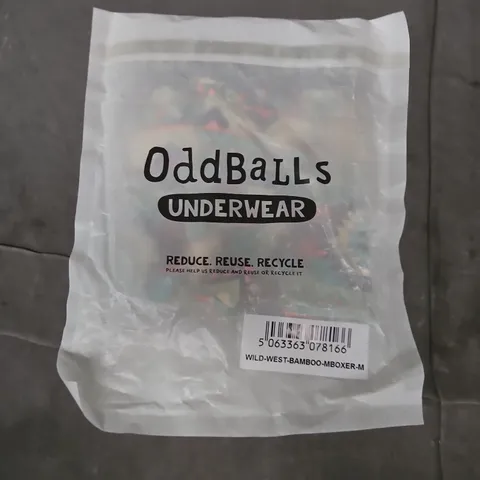 OddBaLLs
UNDERWEAR
REDUCE. REUSE. RECYCLE
PLEASE HELP US REDUCE AND REUSE OR RECYCLE IT
5 063363 078166
WILD-WEST-BAMBOO-MBOXER-M